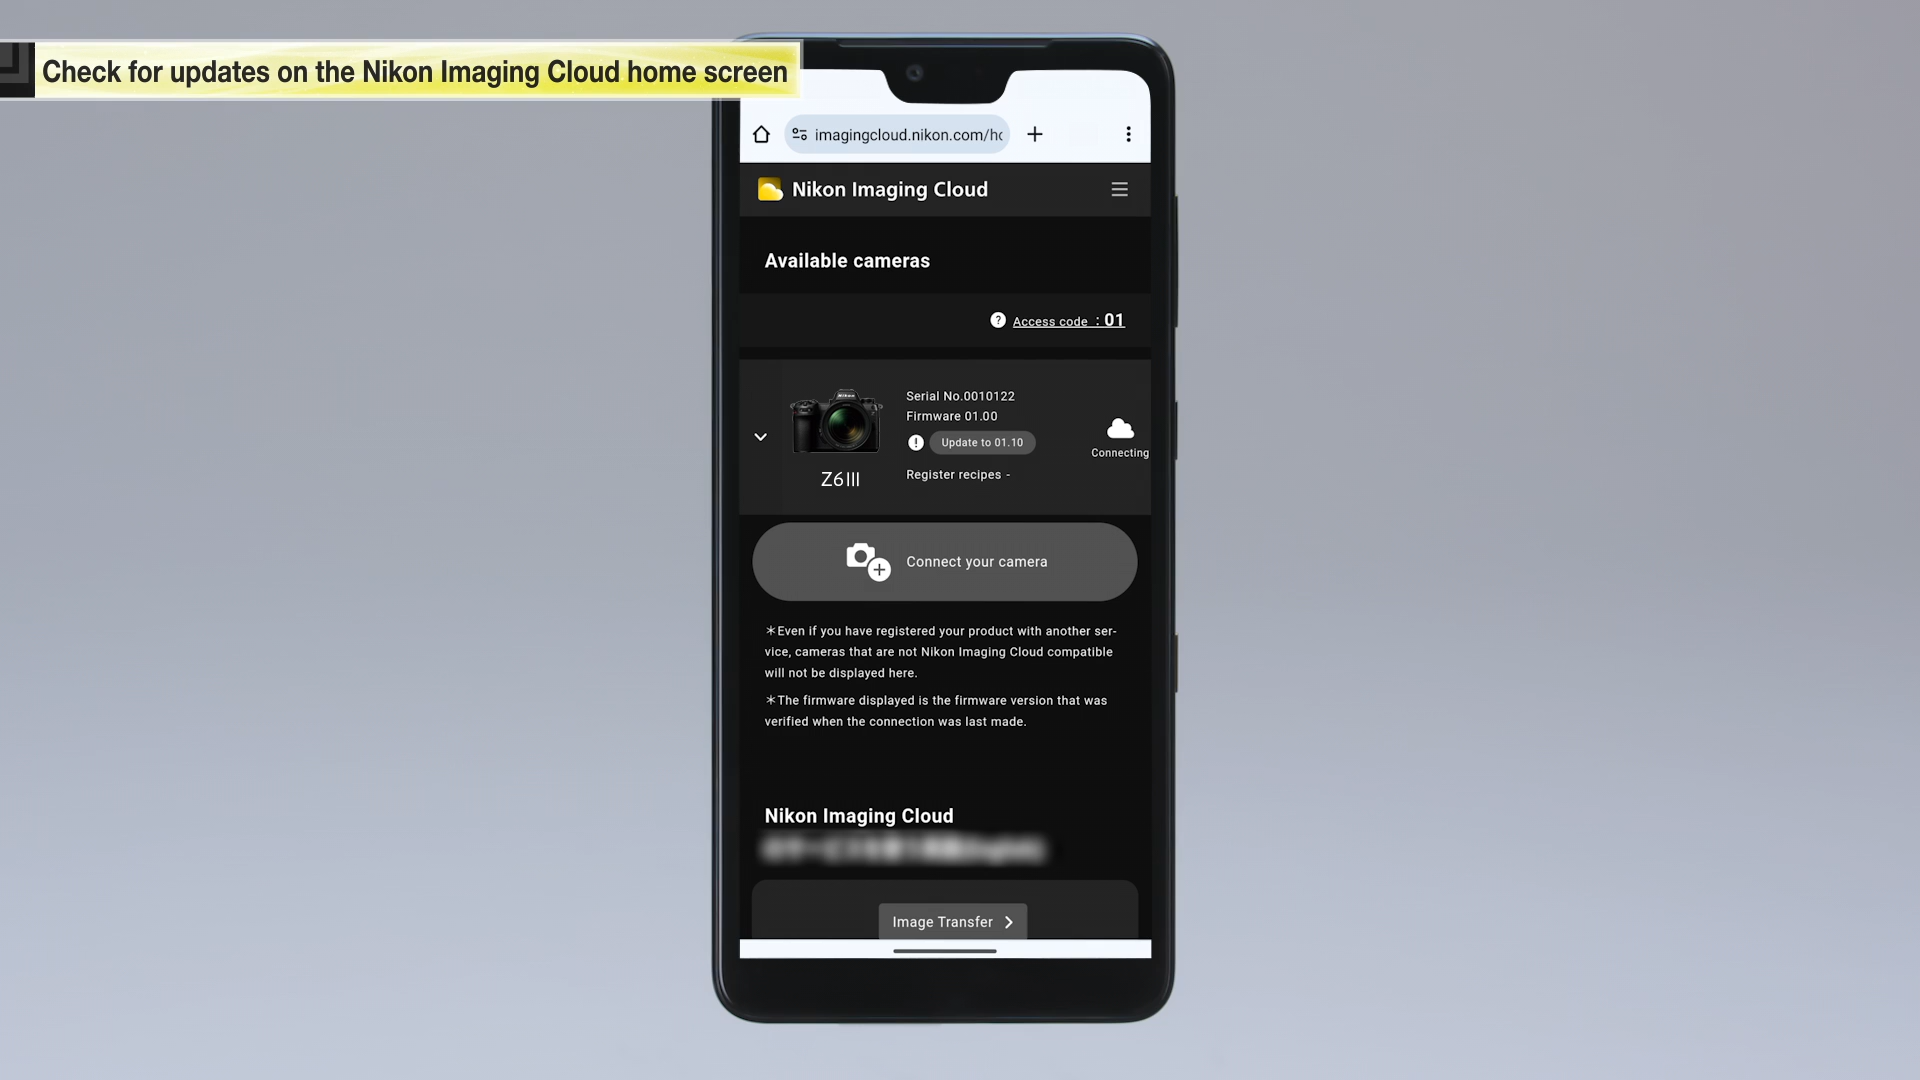 Check for updates on the Nikon Imaging Cloud home screen
imagingcloud.nikon.com/hc
Nikon Imaging Cloud
Available cameras
? Access code : 01
Nikon
Serial No.0010122
Firmware 01.00
! Update to 01.10
Connecting
Register recipes -
Z6III
Connect your camera
*Even if you have registered your product with another ser-
vice, cameras that are not Nikon Imaging Cloud compatible
will not be displayed here.
*The firmware displayed is the firmware version that was
verified when the connection was last made.
Nikon Imaging Cloud
Image Transfer